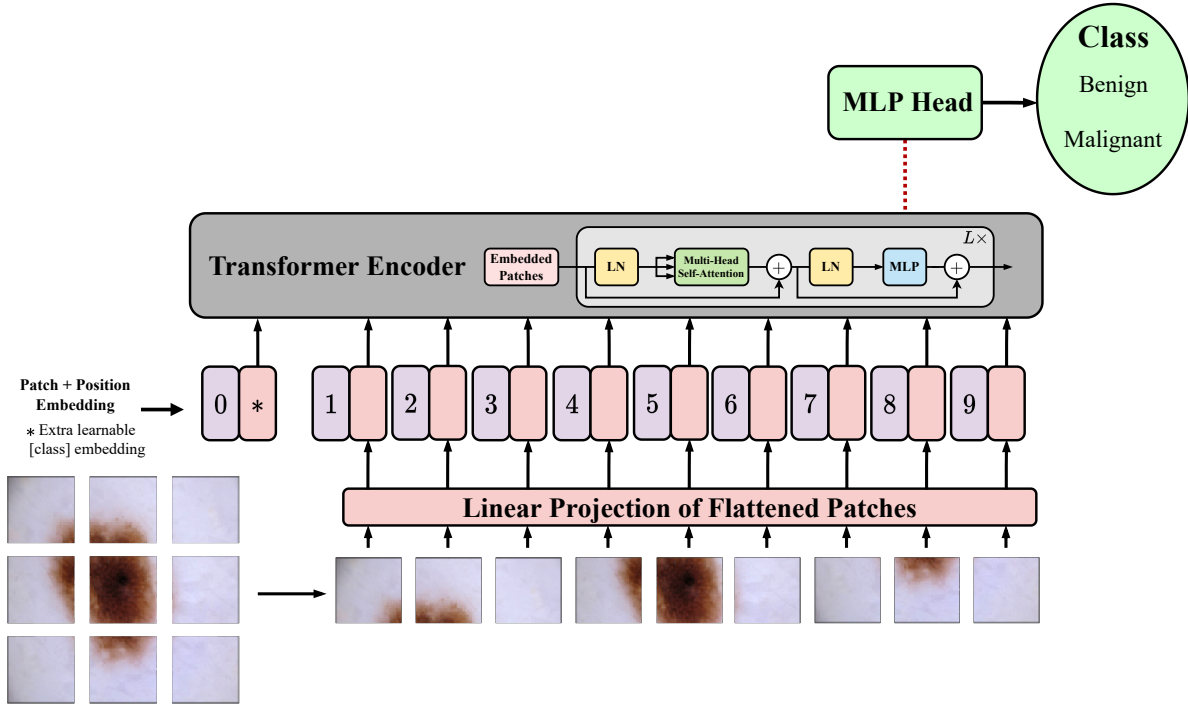 Class
Benign
Malignant
MLP Head
L×
Transformer Encoder
Embedded
Patches
LN
Multi-Head
Self-Attention
+
LN
MLP
+
Patch + Position
Embedding
* Extra learnable
[class] embedding
0 * 1 2 3 4 5 6 7 8 9
Linear Projection of Flattened Patches